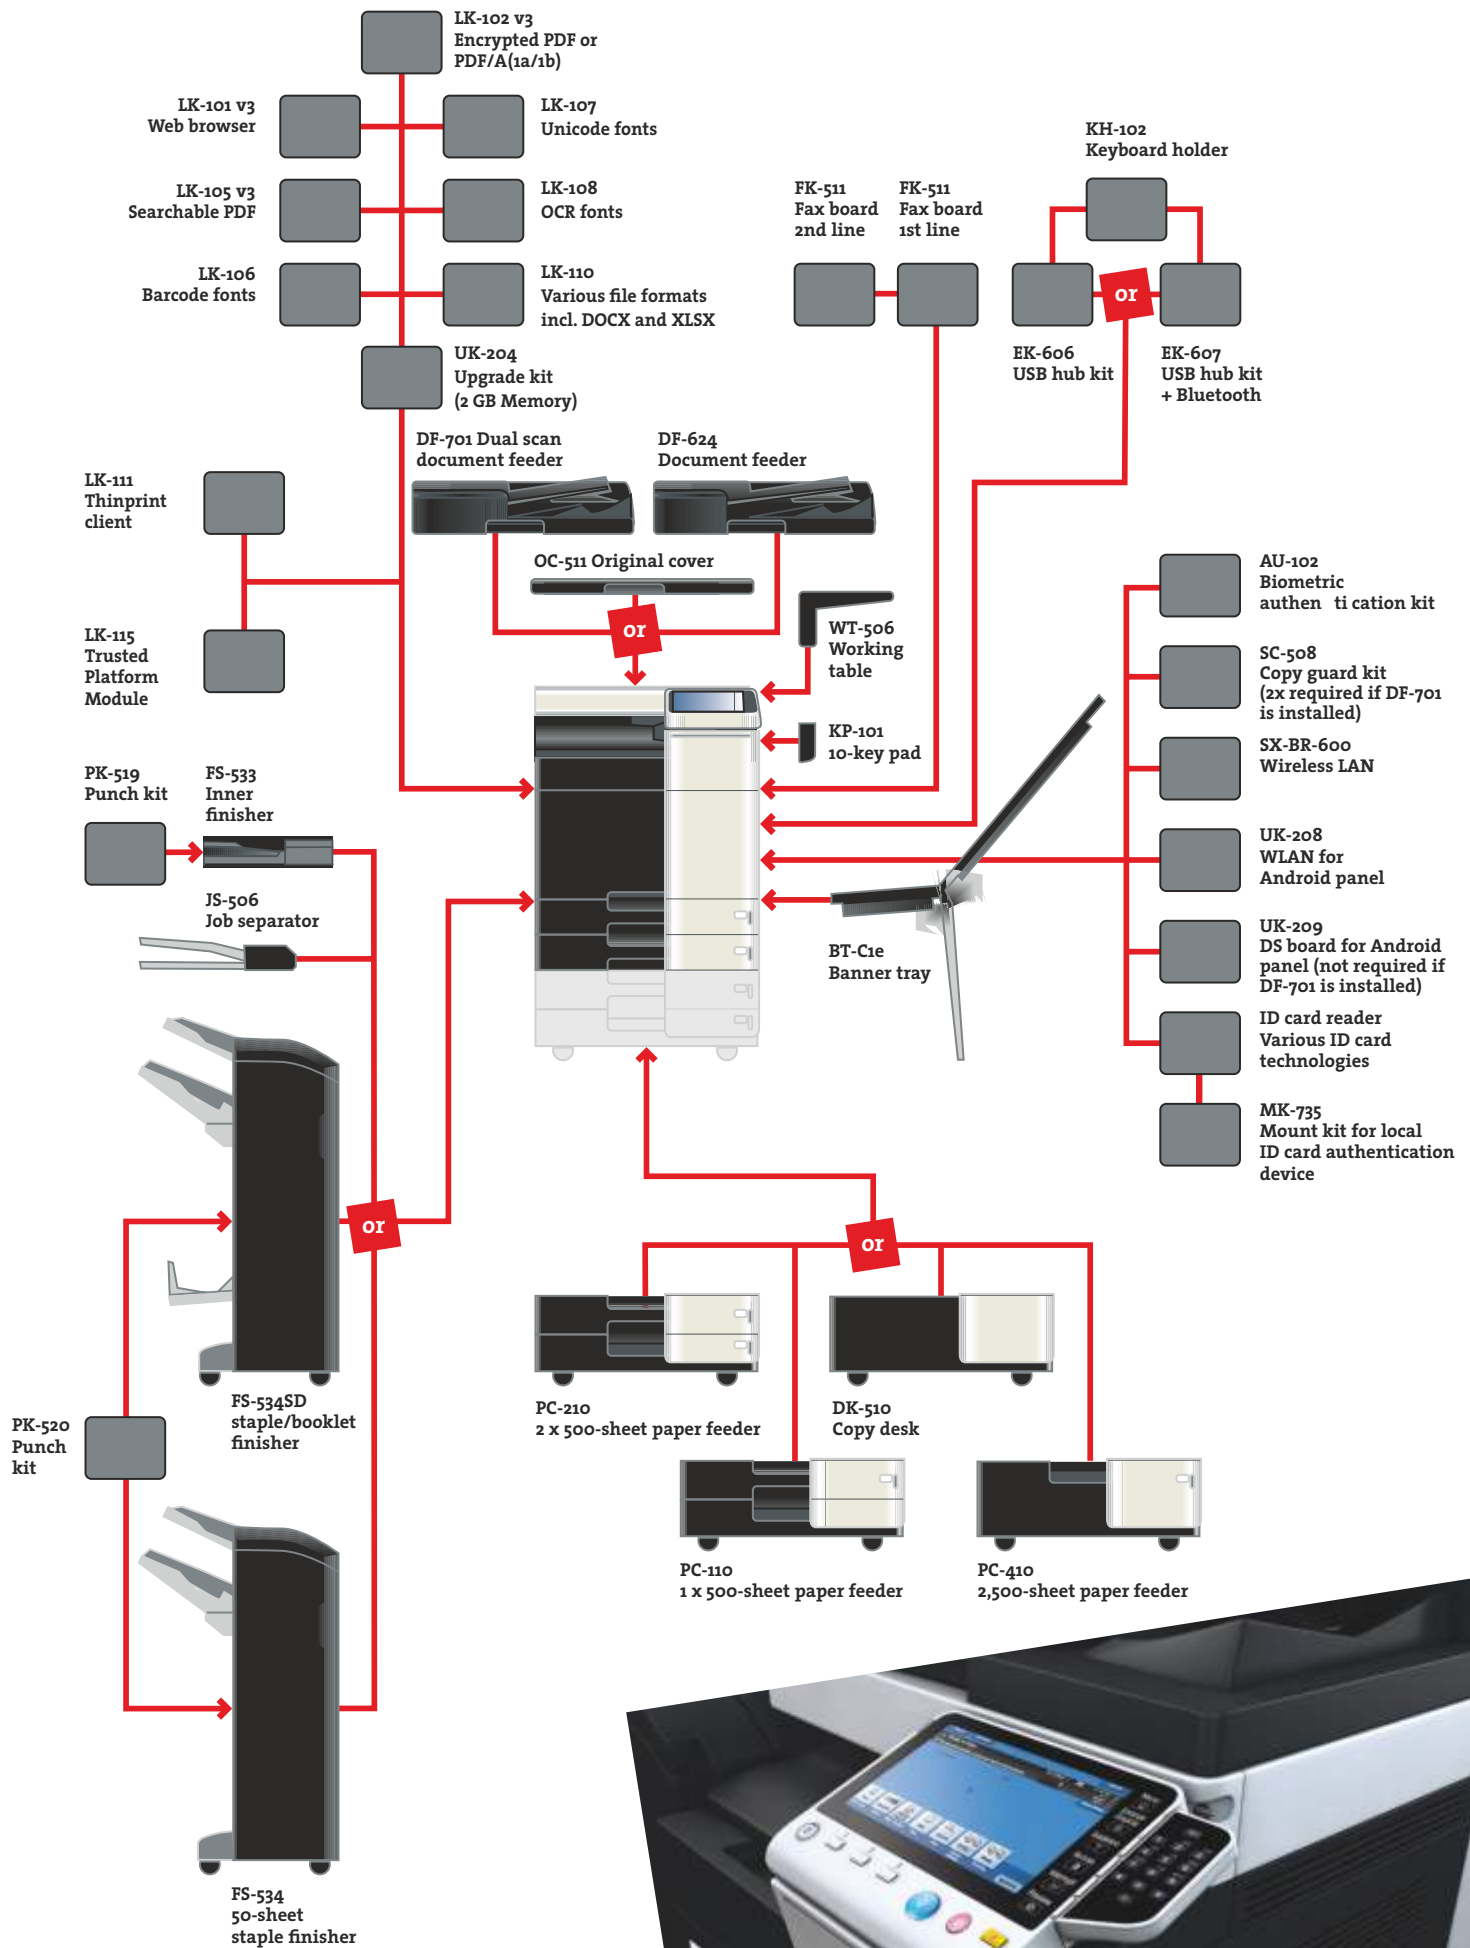 LK-102 v3
Encrypted PDF or
PDF/A(1a/1b)
LK-101 v3
Web browser
LK-107
Unicode fonts
LK-105 v3
Searchable PDF
LK-108
OCR fonts
LK-106
Barcode fonts
LK-110
Various file formats
incl. DOCX and XLSX
UK-204
Upgrade kit
(2 GB Memory)
FK-511
Fax board
2nd line
FK-511
Fax board
1st line
KH-102
Keyboard holder
or
EK-606
USB hub kit
EK-607
USB hub kit
+ Bluetooth
DF-701 Dual scan
document feeder
DF-624
Document feeder
LK-111
Thinprint
client
OC-511 Original cover
or
LK-115
Trusted
Platform
Module
WT-506
Working
table
KP-101
10-key pad
AU-102
Biometric
authen ti cation kit
SC-508
Copy guard kit
(2x required if DF-701
is installed)
SX-BR-600
Wireless LAN
UK-208
WLAN for
Android panel
UK-209
DS board for Android
panel (not required if
DF-701 is installed)
ID card reader
Various ID card
technologies
MK-735
Mount kit for local
ID card authentication
device
PK-519
Punch kit
FS-533
Inner
finisher
JS-506
Job separator
BT-C1e
Banner tray
or
or
PK-520
Punch
kit
FS-534SD
staple/booklet
finisher
PC-210
2 x 500-sheet paper feeder
DK-510
Copy desk
PC-110
1 x 500-sheet paper feeder
PC-410
2,500-sheet paper feeder
FS-534
50-sheet
staple finisher